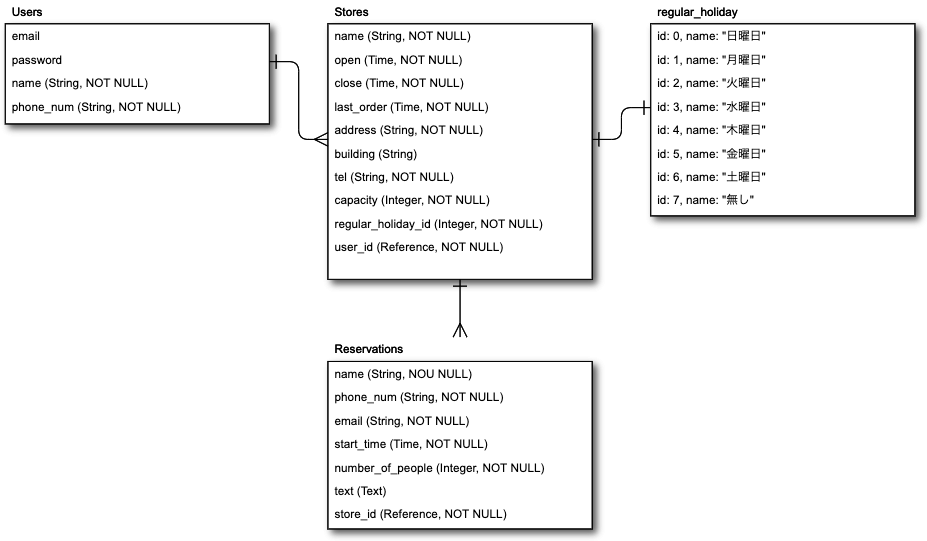 Users
email
password
name (String, NOT NULL)
phone_num (String, NOT NULL)
Stores
name (String, NOT NULL)
open (Time, NOT NULL)
close (Time, NOT NULL)
last_order (Time, NOT NULL)
address (String, NOT NULL)
building (String)
tel (String, NOT NULL)
capacity (Integer, NOT NULL)
regular_holiday_id (Integer, NOT NULL)
user_id (Reference, NOT NULL)
regular_holiday
id: 0, name: "日曜日"
id: 1, name: "月曜日"
id: 2, name: "火曜日"
id: 3, name: "水曜日"
id: 4, name: "木曜日"
id: 5, name: "金曜日"
id: 6, name: "土曜日"
id: 7, name: "無し"
Reservations
name (String, NOU NULL)
phone_num (String, NOT NULL)
email (String, NOT NULL)
start_time (Time, NOT NULL)
number_of_people (Integer, NOT NULL)
text (Text)
store_id (Reference, NOT NULL)